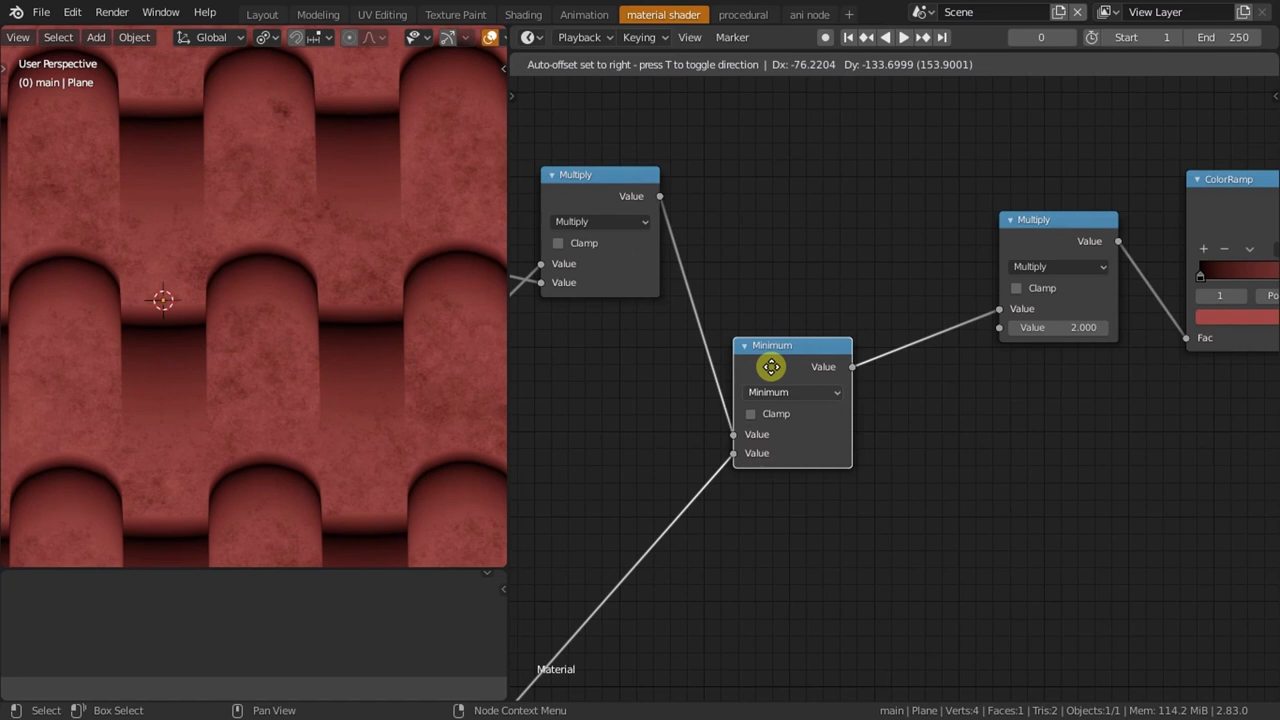 File Edit Render Window Help Layout Modeling UV Editing Texture Paint Shading Animation material shader procedural ani node + Scene View Layer
View Select Add Object Global Playback Keying View Marker 0 Start 1 End 250
User Perspective
(0) main | Plane
Auto-offset set to right - press T to toggle direction | Dx: -76.2204 Dy: -133.6999 (153.9001)
Multiply
Value
Multiply
Clamp
Value
Value
Minimum
Value
Minimum
Clamp
Value
Value
Multiply
Value
Multiply
Clamp
Value
Value 2.000
ColorRamp
1 Po
Fac
Material
Select Box Select Pan View Node Context Menu main | Plane | Verts:4 | Faces:1 | Tris:2 | Objects:1/1 | Mem: 114.2 MiB | 2.83.0